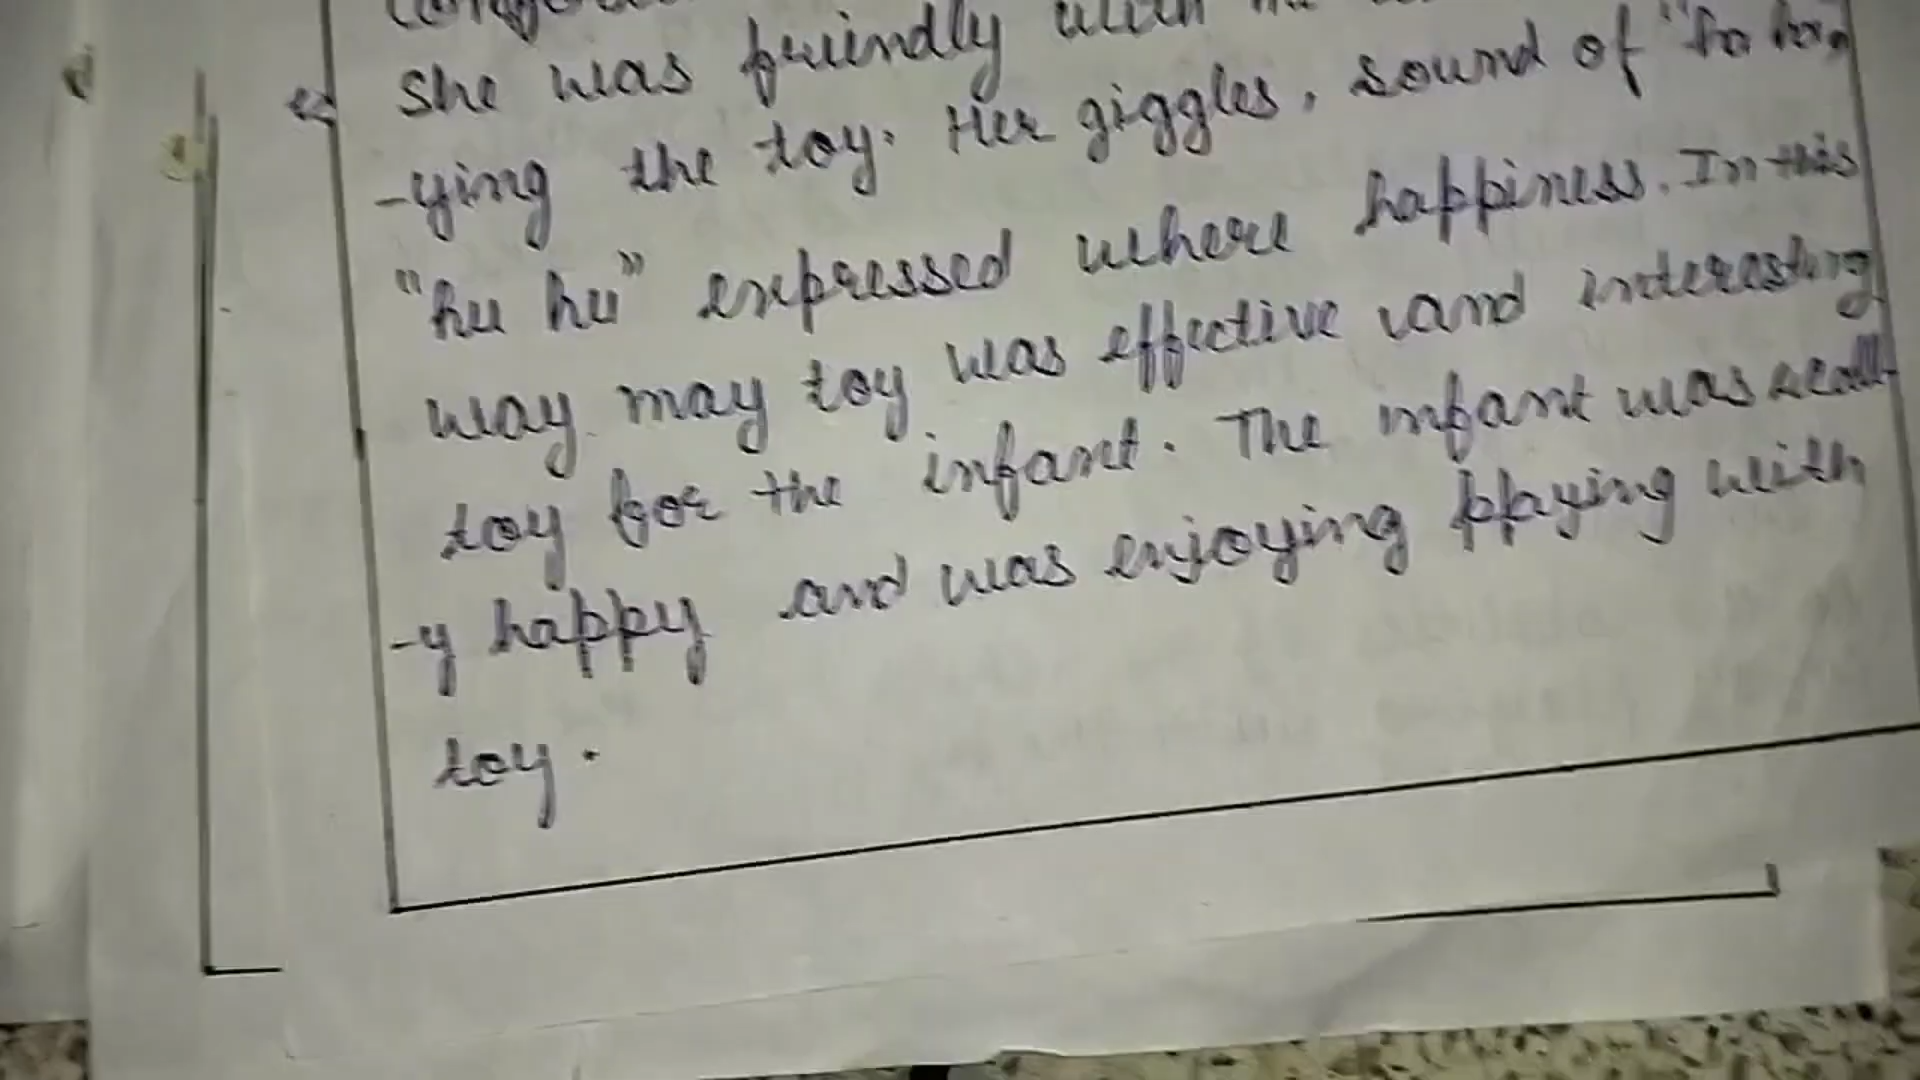 She was friendly with
-ying the toy. Her giggles, sound of
"hu hu" expressed where happiness. In this
way may toy was effective and interesting
toy for the infant. The infant was reall-
-y happy and was enjoying playing with
toy.